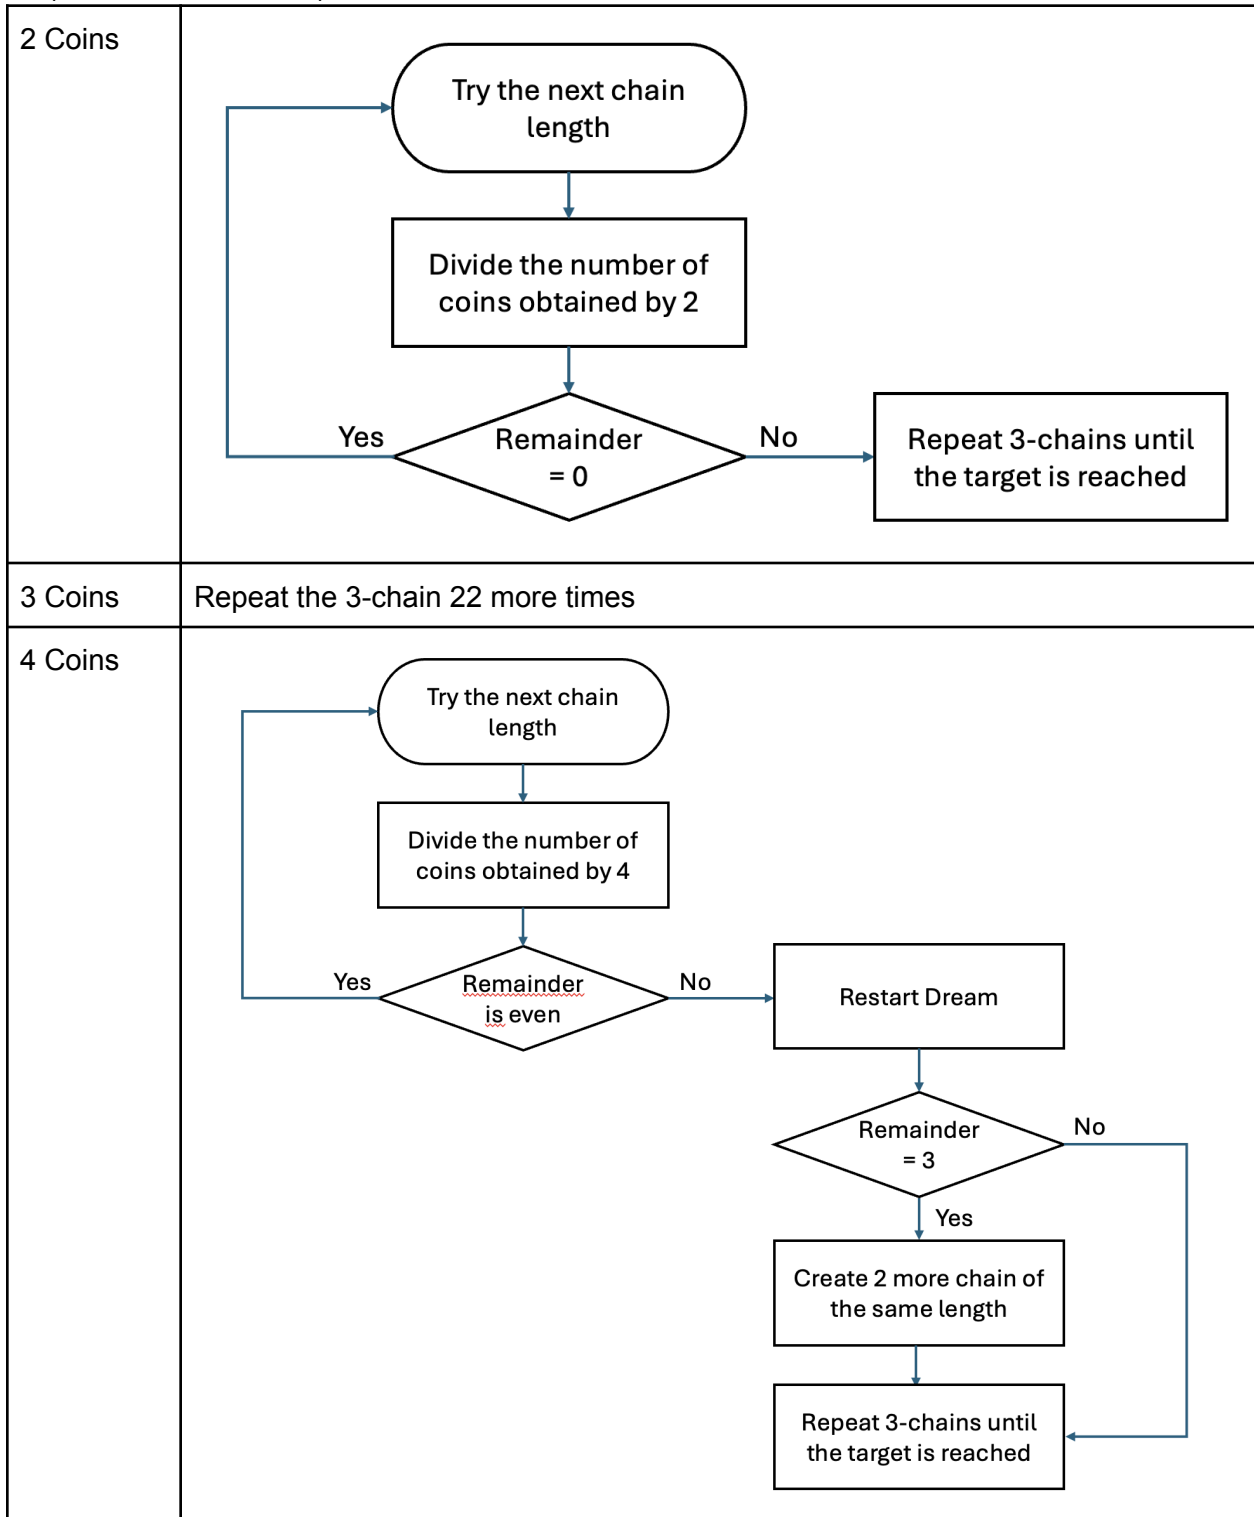 2 Coins
Try the next chain
length
Divide the number of
coins obtained by 2
Yes
Remainder
= 0
No
Repeat 3-chains until
the target is reached
3 Coins
Repeat the 3-chain 22 more times
4 Coins
Try the next chain
length
Divide the number of
coins obtained by 4
Yes
Remainder
is even
No
Restart Dream
Remainder
= 3
No
Yes
Create 2 more chain of
the same length
Repeat 3-chains until
the target is reached